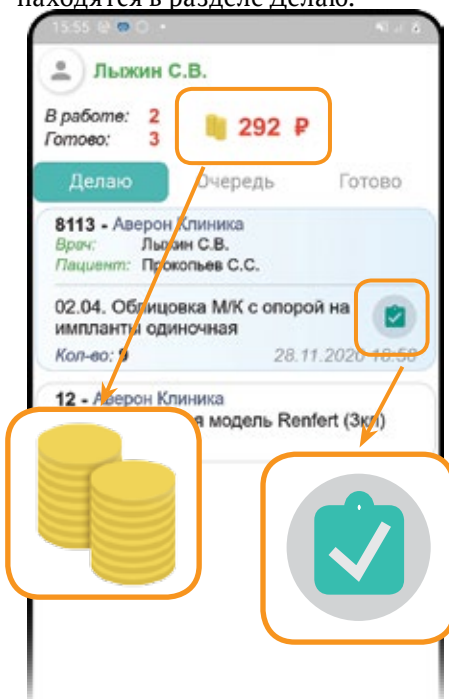 находятся в разделе Делаю.
15:55
Лыжин С.В.
В работе: 2
292 ₽
Готово: 3
Делаю Очередь Готово
8113 - Аверон Клиника
Врач: Лыжин С.В.
Пациент: Прокопьев С.С.
02.04. Облицовка М/К с опорой на
импланты одиночная
Кол-во: 9 28.11.2020 18:58
12 - Аверон Клиника
я модель Renfert (3кл)